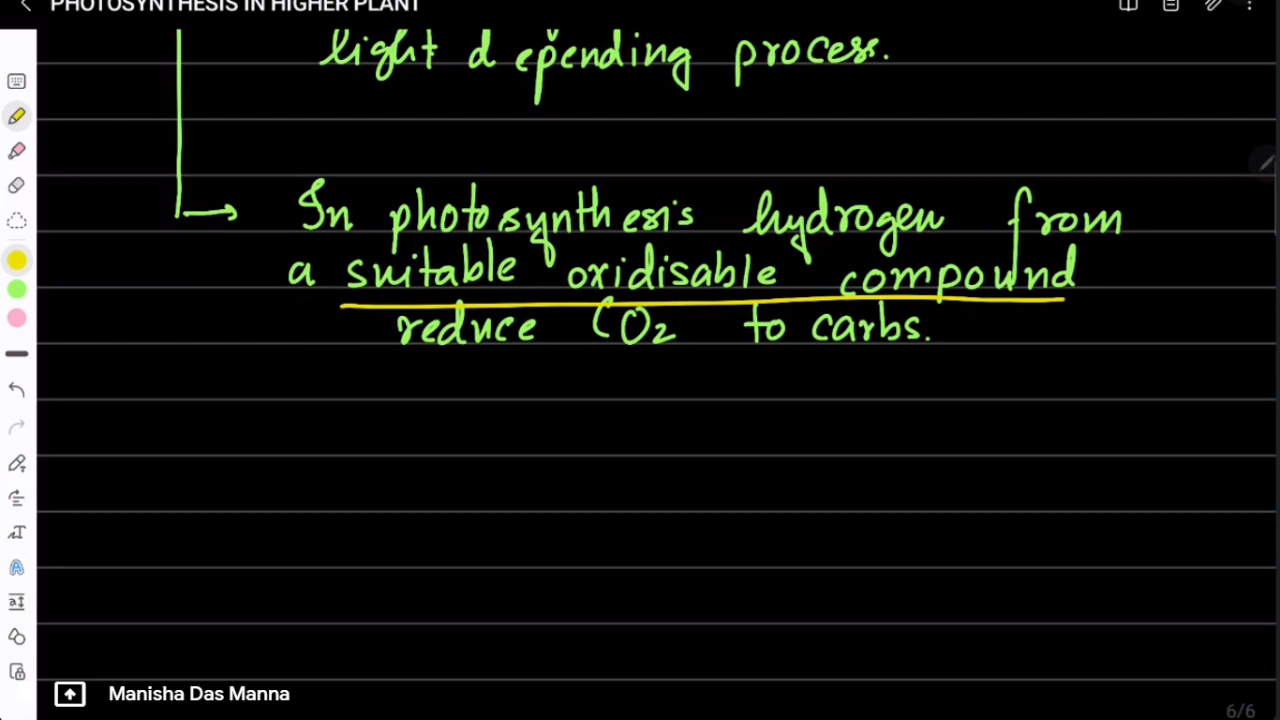 PHOTOSYNTHESIS IN HIGHER PLANT
light depending process.
In photosynthesis hydrogen from
a suitable oxidisable compound
reduce CO2 to carbs.
Manisha Das Manna
6/6